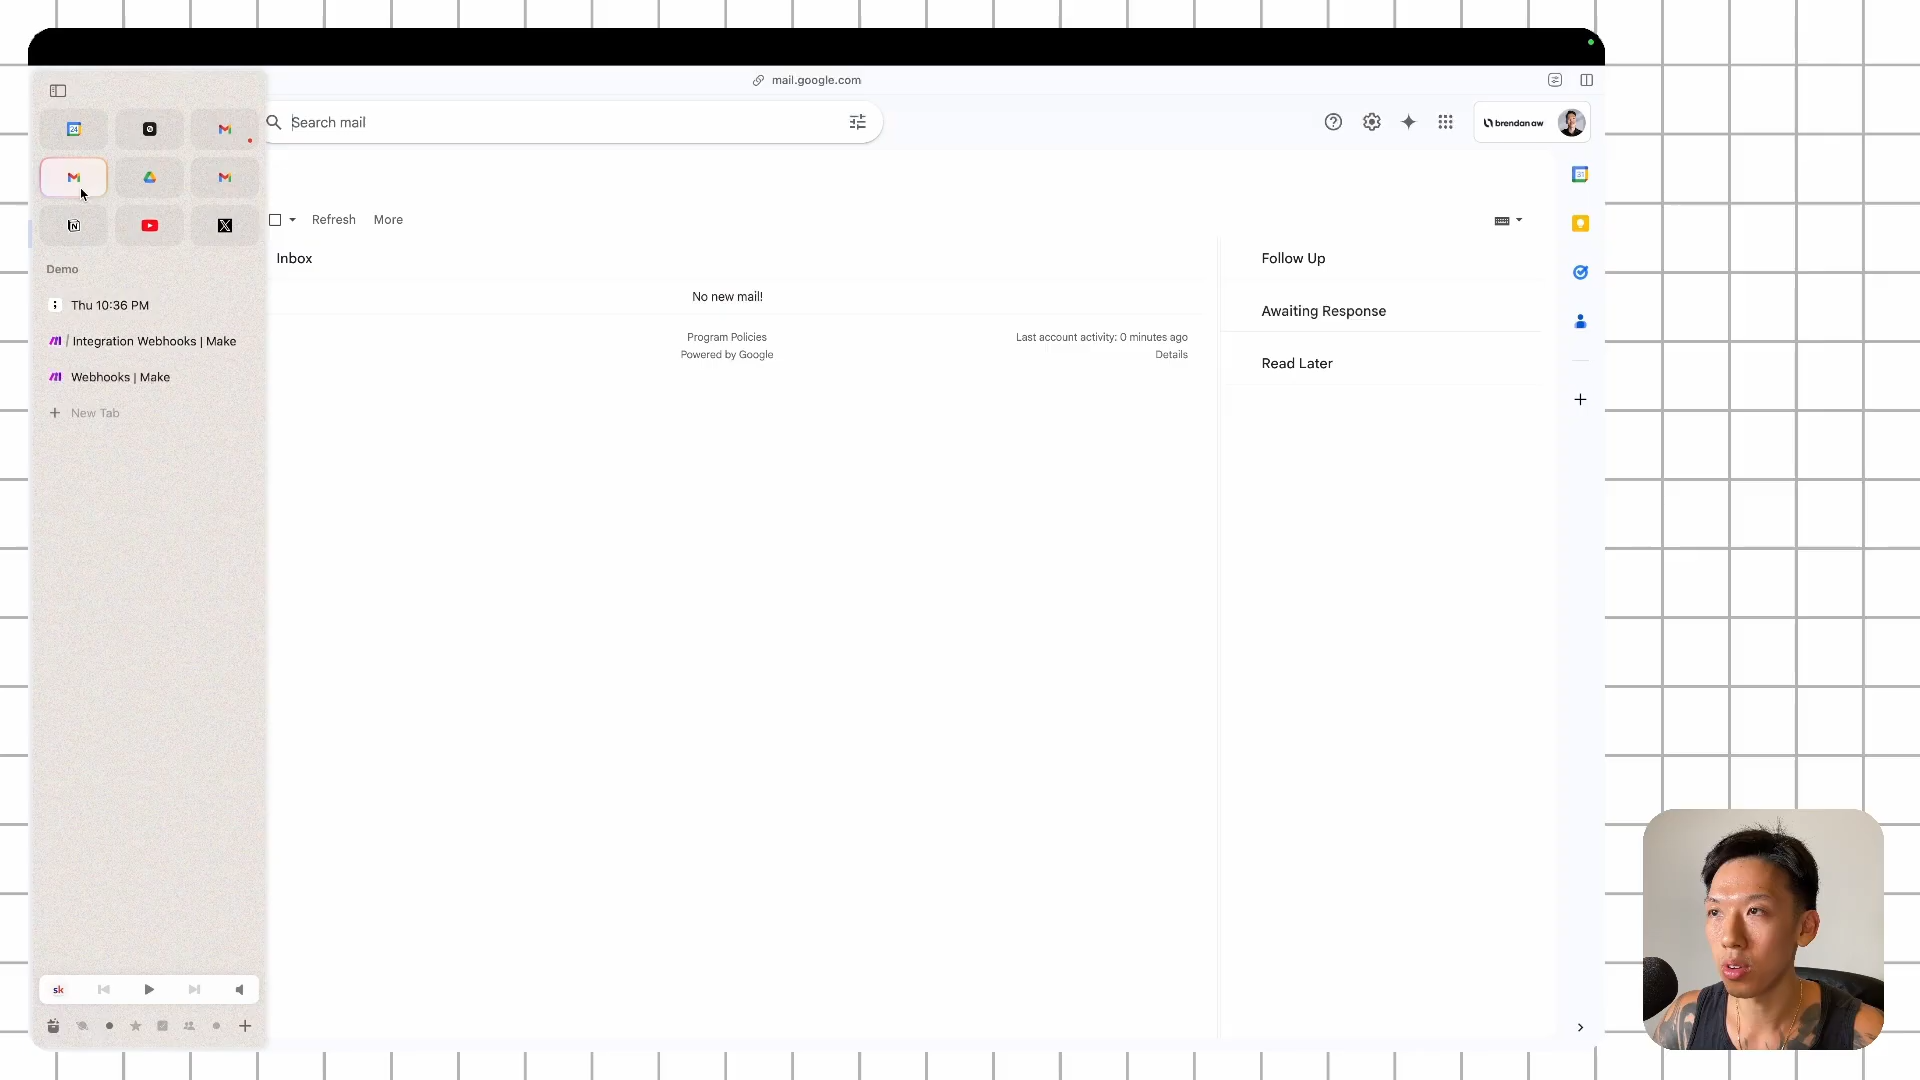 mail.google.com
24
Search mail
brendan aw
31
Refresh
More
Inbox
No new mail!
Program Policies
Powered by Google
Last account activity: 0 minutes ago
Details
Follow Up
Awaiting Response
Read Later
Demo
Thu 10:36 PM
/ Integration Webhooks | Make
Webhooks | Make
+ New Tab
sk